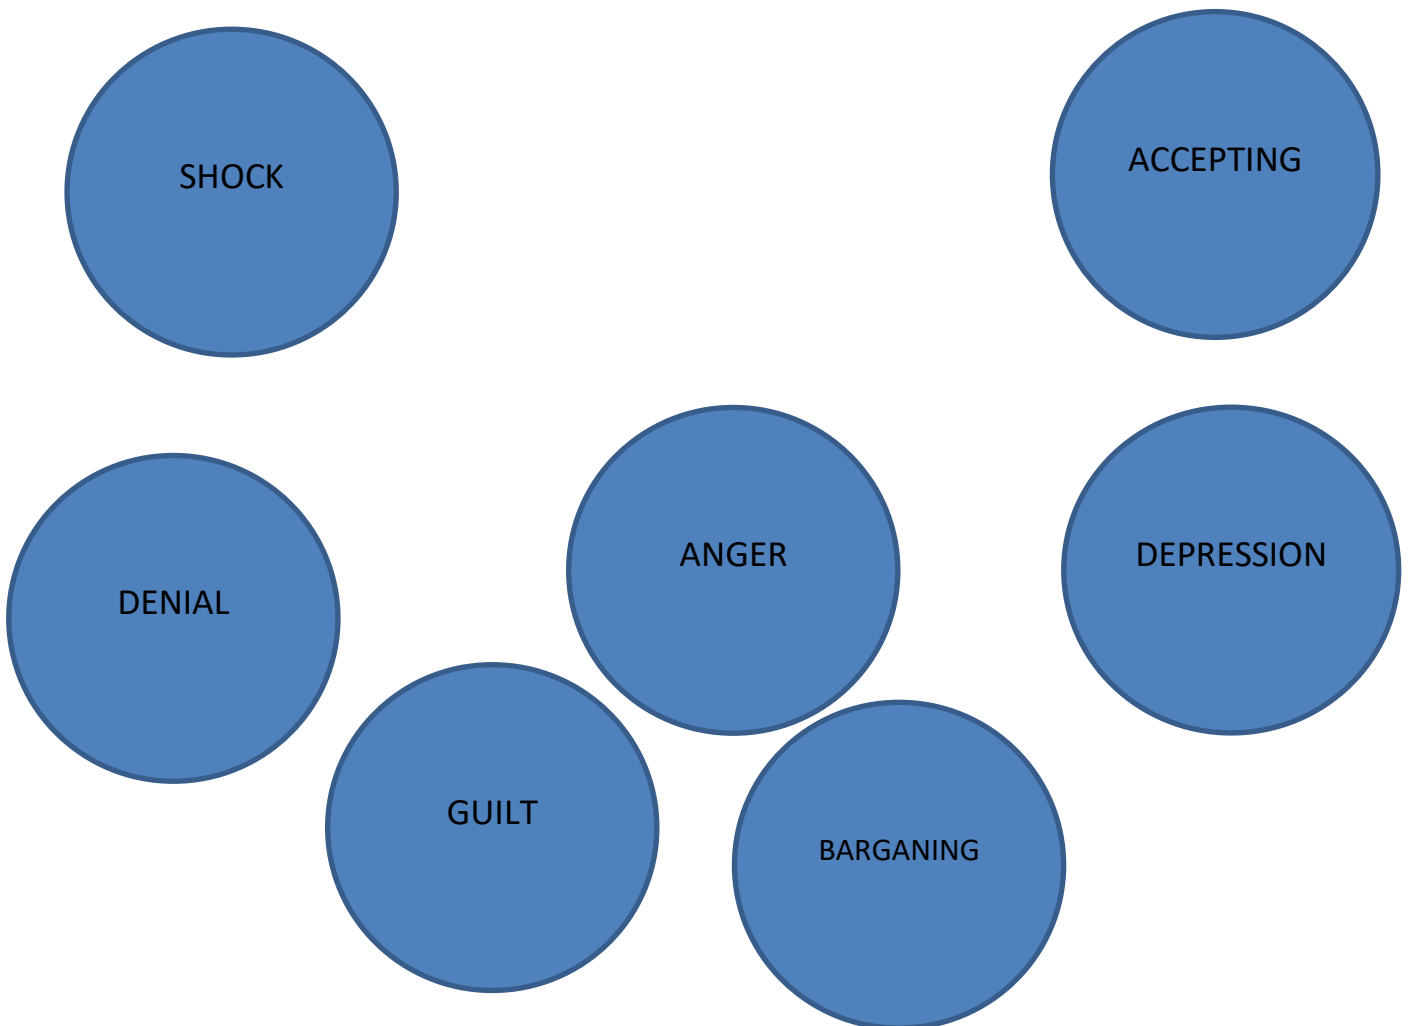 SHOCK
ACCEPTING
DENIAL
ANGER
DEPRESSION
GUILT
BARGANING